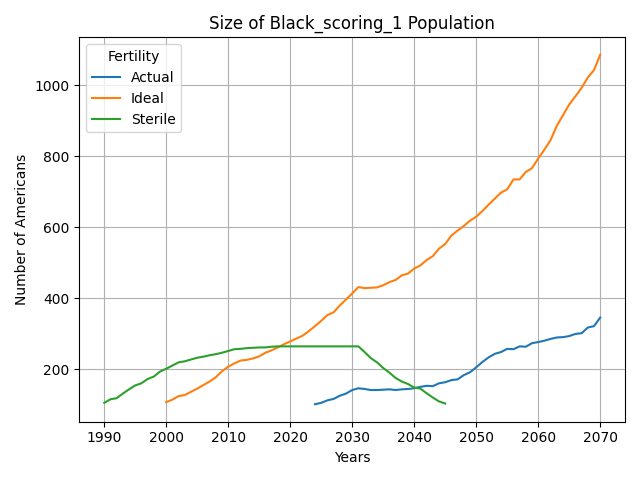 Size of Black_scoring_1 Population
Fertility
Actual
Ideal
Sterile
Number of Americans
1000
800
600
400
200
1990 2000 2010 2020 2030 2040 2050 2060 2070
Years